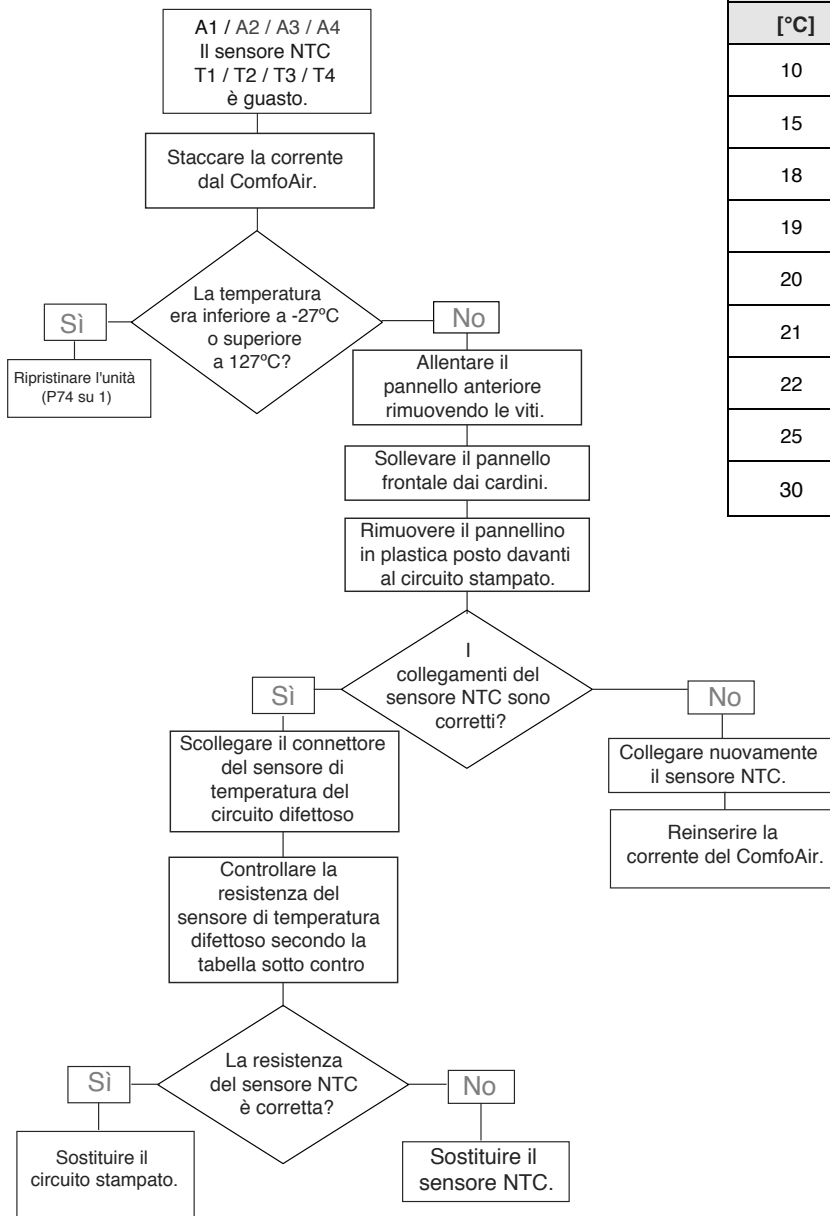 A1 / A2 / A3 / A4
Il sensore NTC
T1 / T2 / T3 / T4
è guasto.
Staccare la corrente
dal ComfoAir.
La temperatura
era inferiore a -27ºC
o superiore
a 127ºC?
Sì
No
Ripristinare l'unità
(P74 su 1)
Allentare il
pannello anteriore
rimuovendo le viti.
Sollevare il pannello
frontale dai cardini.
Rimuovere il pannellino
in plastica posto davanti
al circuito stampato.
I
collegamenti del
sensore NTC sono
corretti?
Sì
No
Scollegare il connettore
del sensore di
temperatura del
circuito difettoso
Collegare nuovamente
il sensore NTC.
Reinserire la
corrente del ComfoAir.
Controllare la
resistenza del
sensore di temperatura
difettoso secondo la
tabella sotto contro
La resistenza
del sensore NTC
è corretta?
Sì
No
Sostituire il
circuito stampato.
Sostituire il
sensore NTC.
[°C]
10
15
18
19
20
21
22
25
30